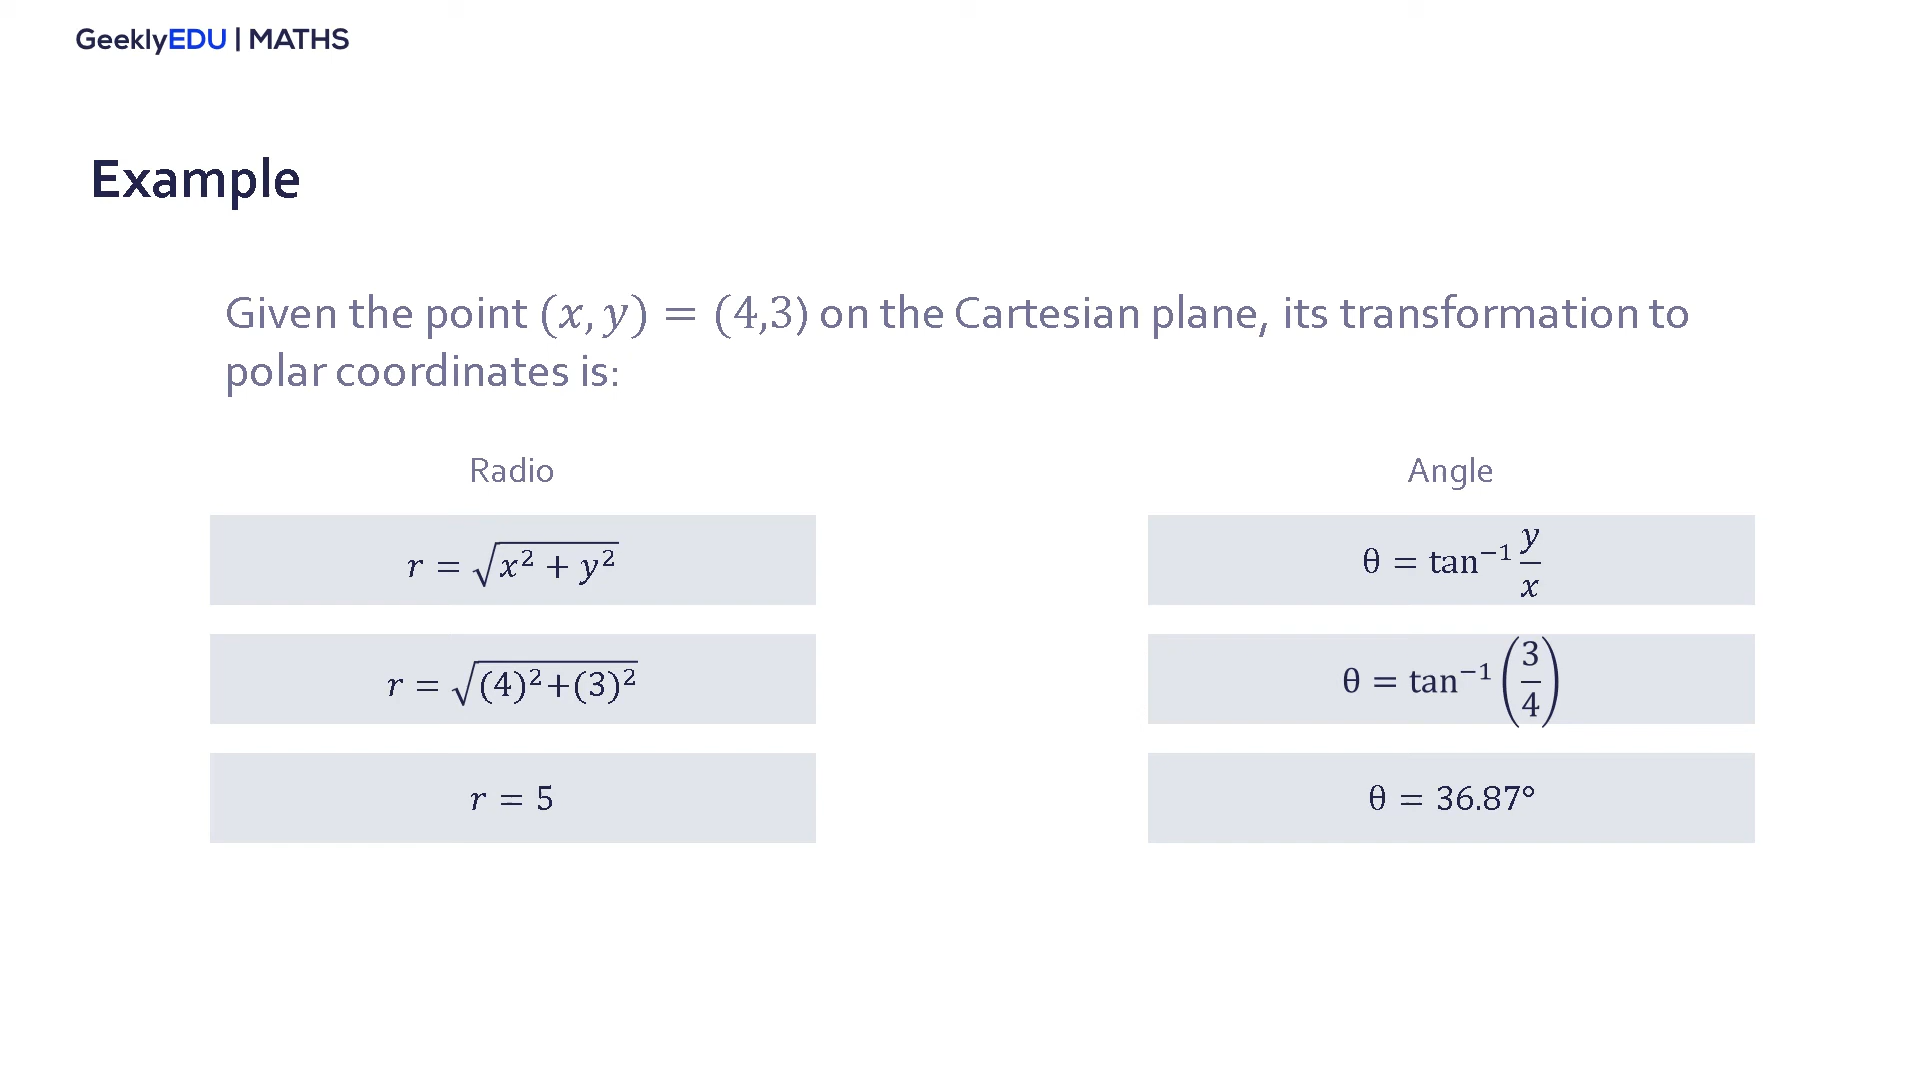 GeeklyEDU | MATHS
Example
Given the point (x, y) = (4,3) on the Cartesian plane, its transformation to
polar coordinates is:
Radio
r = √(x² + y²)
r = √((4)²+(3)²)
r = 5
Angle
θ = tan⁻¹ y/x
θ = tan⁻¹ (3/4)
θ = 36.87°